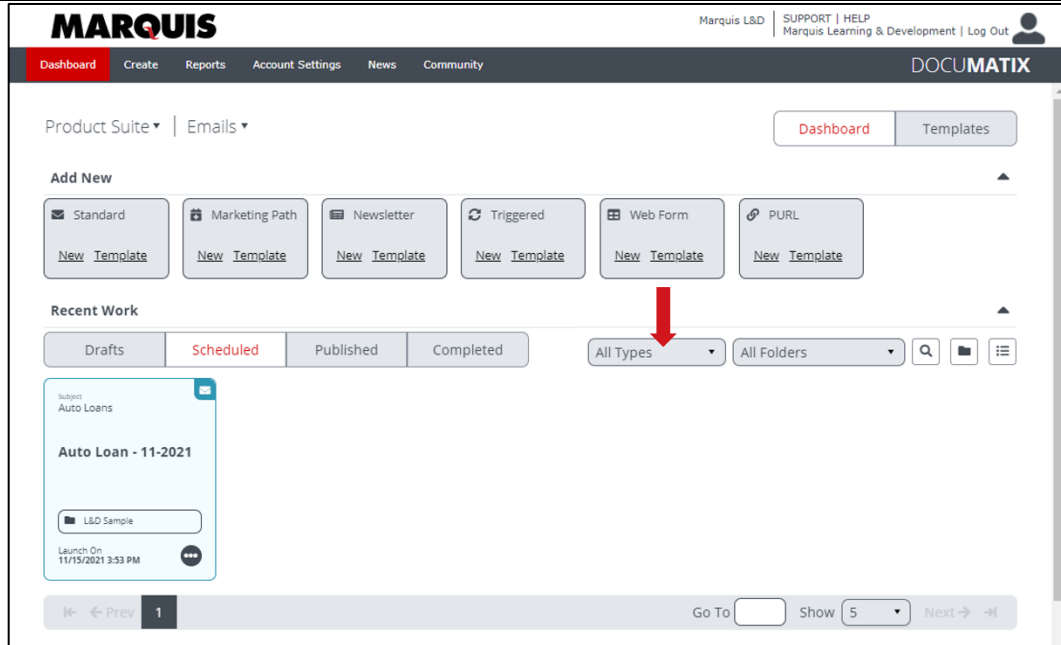 MARQUIS
Marquis L&D
SUPPORT | HELP
Marquis Learning & Development | Log Out
Dashboard Create Reports Account Settings News Community
DOCUMATIX
Product Suite | Emails
Dashboard Templates
Add New
Standard
New Template
Marketing Path
New Template
Newsletter
New Template
Triggered
New Template
Web Form
New Template
PURL
New Template
Recent Work
Drafts Scheduled Published Completed
All Types All Folders
Subject
Auto Loans
Auto Loan - 11-2021
L&D Sample
Launch On
11/15/2021 3:53 PM
Prev 1
Go To Show 5 Next